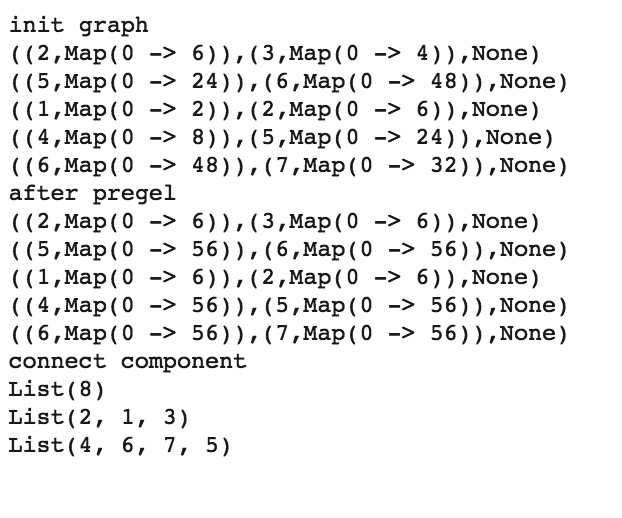 init graph
((2,Map(0 -> 6)),(3,Map(0 -> 4)),None)
((5,Map(0 -> 24)),(6,Map(0 -> 48)),None)
((1,Map(0 -> 2)),(2,Map(0 -> 6)),None)
((4,Map(0 -> 8)),(5,Map(0 -> 24)),None)
((6,Map(0 -> 48)),(7,Map(0 -> 32)),None)
after pregel
((2,Map(0 -> 6)),(3,Map(0 -> 6)),None)
((5,Map(0 -> 56)),(6,Map(0 -> 56)),None)
((1,Map(0 -> 6)),(2,Map(0 -> 6)),None)
((4,Map(0 -> 56)),(5,Map(0 -> 56)),None)
((6,Map(0 -> 56)),(7,Map(0 -> 56)),None)
connect component
List(8)
List(2, 1, 3)
List(4, 6, 7, 5)